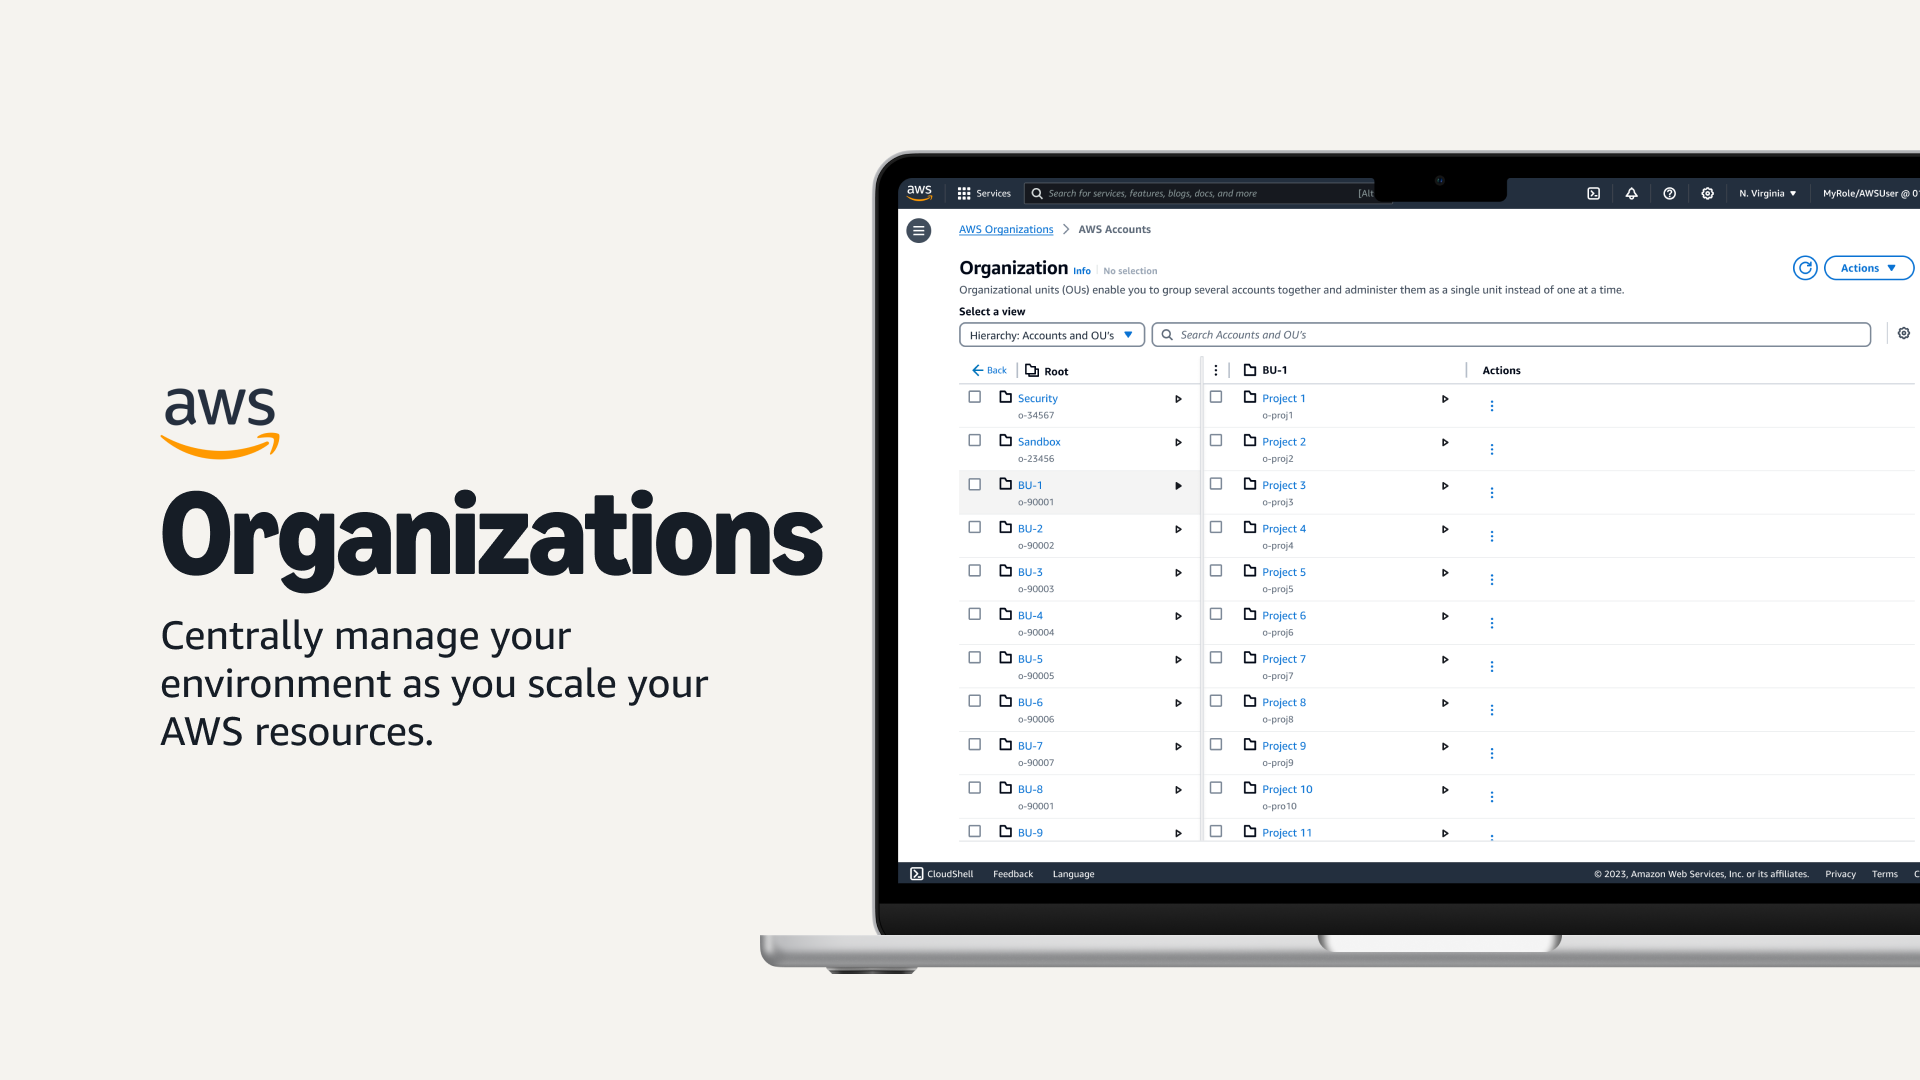 aws
Organizations
Centrally manage your
environment as you scale your
AWS resources.
aws
Services
Search for services, features, blogs, docs, and more
[Alt
N. Virginia
MyRole/AWSUser @ 01
AWS Organizations
AWS Accounts
Organization
Info
No selection
Actions
Organizational units (OUs) enable you to group several accounts together and administer them as a single unit instead of one at a time.
Select a view
Hierarchy: Accounts and OU's
Search Accounts and OU's
Back
Root
BU-1
Actions
Security
o-34567
Project 1
o-proj1
Sandbox
o-23456
Project 2
o-proj2
BU-1
o-90001
Project 3
o-proj3
BU-2
o-90002
Project 4
o-proj4
BU-3
o-90003
Project 5
o-proj5
BU-4
o-90004
Project 6
o-proj6
BU-5
o-90005
Project 7
o-proj7
BU-6
o-90006
Project 8
o-proj8
BU-7
o-90007
Project 9
o-proj9
BU-8
o-90001
Project 10
o-pro10
BU-9
Project 11
CloudShell
Feedback
Language
© 2023, Amazon Web Services, Inc. or its affiliates.
Privacy
Terms